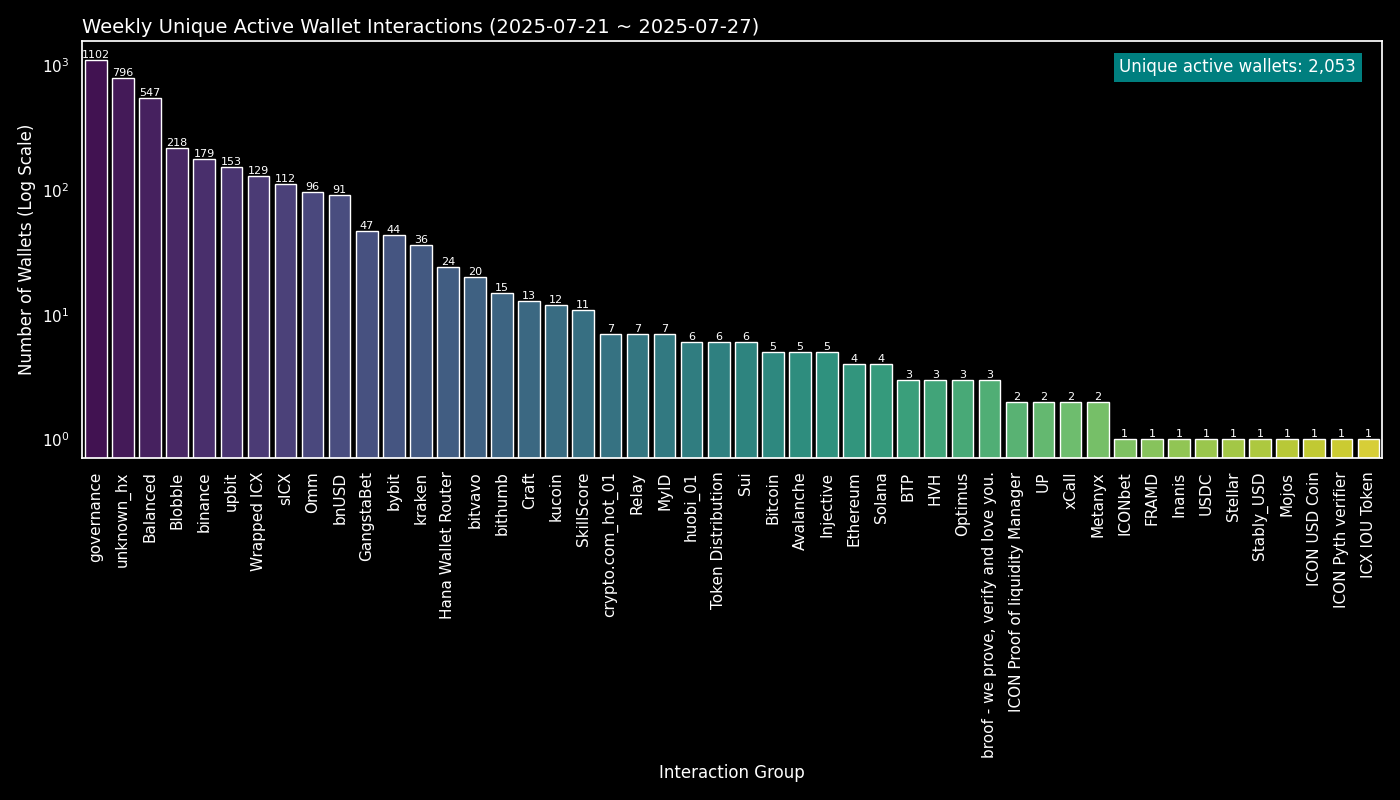 Weekly Unique Active Wallet Interactions (2025-07-21 ~ 2025-07-27)
Unique active wallets: 2,053
Number of Wallets (Log Scale)
10³
10²
10¹
10⁰
1102
796
547
218
179
153
129
112
96
91
47
44
36
24
20
15
13
12
11
7
7
7
6
6
6
5
5
5
4
4
3
3
3
3
2
2
2
2
1
1
1
1
1
1
1
1
1
1
governance
unknown_hx
Balanced
Blobble
binance
upbit
Wrapped ICX
sICX
Omm
bnUSD
GangstaBet
bybit
kraken
Hana Wallet Router
bitvavo
bithumb
Craft
kucoin
SkillScore
crypto.com_hot_01
Relay
MyID
huobi_01
Token Distribution
Sui
Bitcoin
Avalanche
Injective
Ethereum
Solana
BTP
HVH
Optimus
broof - we prove, verify and love you.
ICON Proof of liquidity Manager
UP
xCall
Metanyx
ICONbet
FRAMD
Inanis
USDC
Stellar
Stably_USD
Mojos
ICON USD Coin
ICON Pyth verifier
ICX IOU Token
Interaction Group